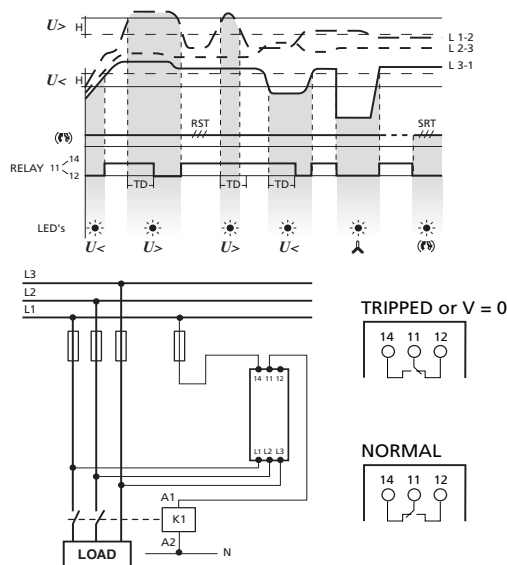 U> H
L 1-2
L 2-3
L 3-1
U< H
RST SRT
RELAY 11 14
12
TD TD TD
LED's
U< U> U> U<
L3
L2
L1
14 11 12
L1 L2 L3
A1
K1
A2
N
LOAD
TRIPPED or V = 0
14 11 12
NORMAL
14 11 12